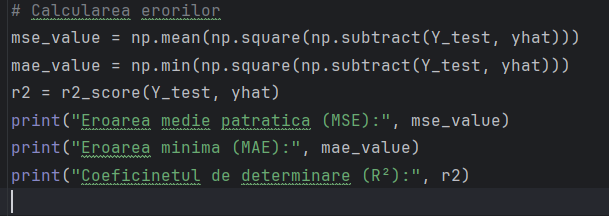 # Calcularea erorilor
mse_value = np.mean(np.square(np.subtract(Y_test, yhat)))
mae_value = np.min(np.square(np.subtract(Y_test, yhat)))
r2 = r2_score(Y_test, yhat)
print("Eroarea medie patratica (MSE):", mse_value)
print("Eroarea minima (MAE):", mae_value)
print("Coeficinetul de determinare (R²):", r2)